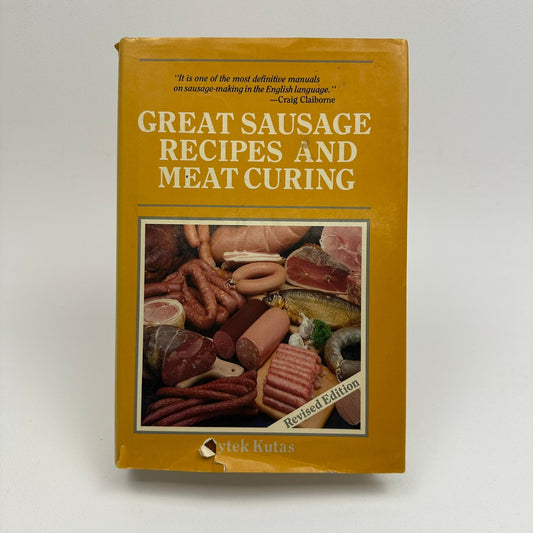 "It is one of the most definitive manuals
on sausage-making in the English language."
—Craig Claiborne
GREAT SAUSAGE
RECIPES AND
MEAT CURING
Revised Edition
ytek Kutas